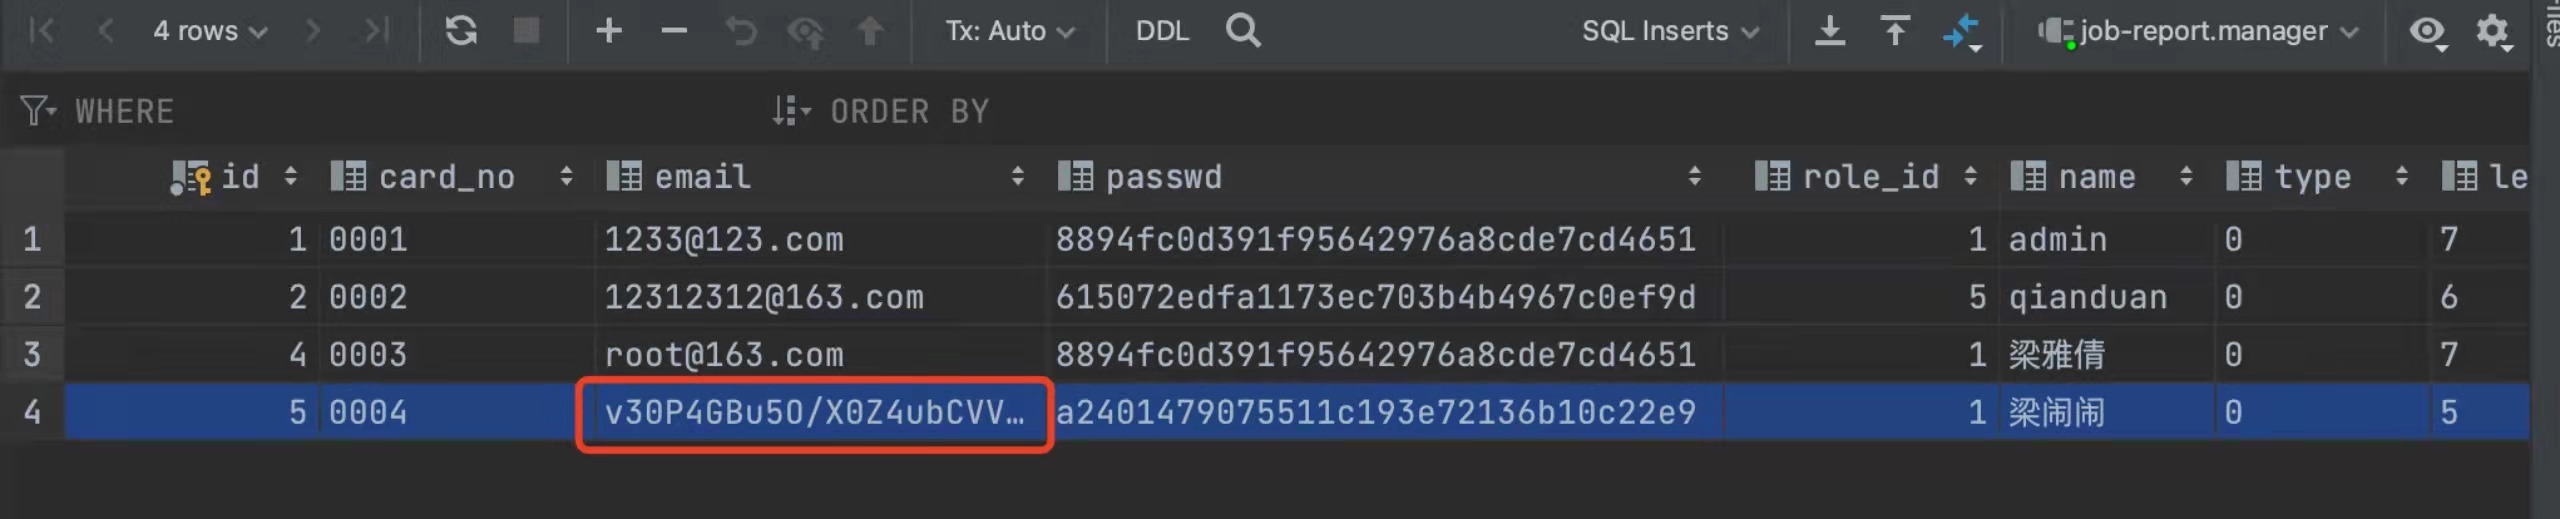 4 rows Tx: Auto DDL SQL Inserts job-report.manager
WHERE ORDER BY
id card_no email passwd role_id name type le
1 1 0001 1233@123.com 8894fc0d391f95642976a8cde7cd4651 1 admin 0 7
2 2 0002 12312312@163.com 615072edfa1173ec703b4b4967c0ef9d 5 qianduan 0 6
3 4 0003 root@163.com 8894fc0d391f95642976a8cde7cd4651 1 梁雅倩 0 7
4 5 0004 v30P4GBu5O/X0Z4ubCVV… a2401479075511c193e72136b10c22e9 1 梁闹闹 0 5